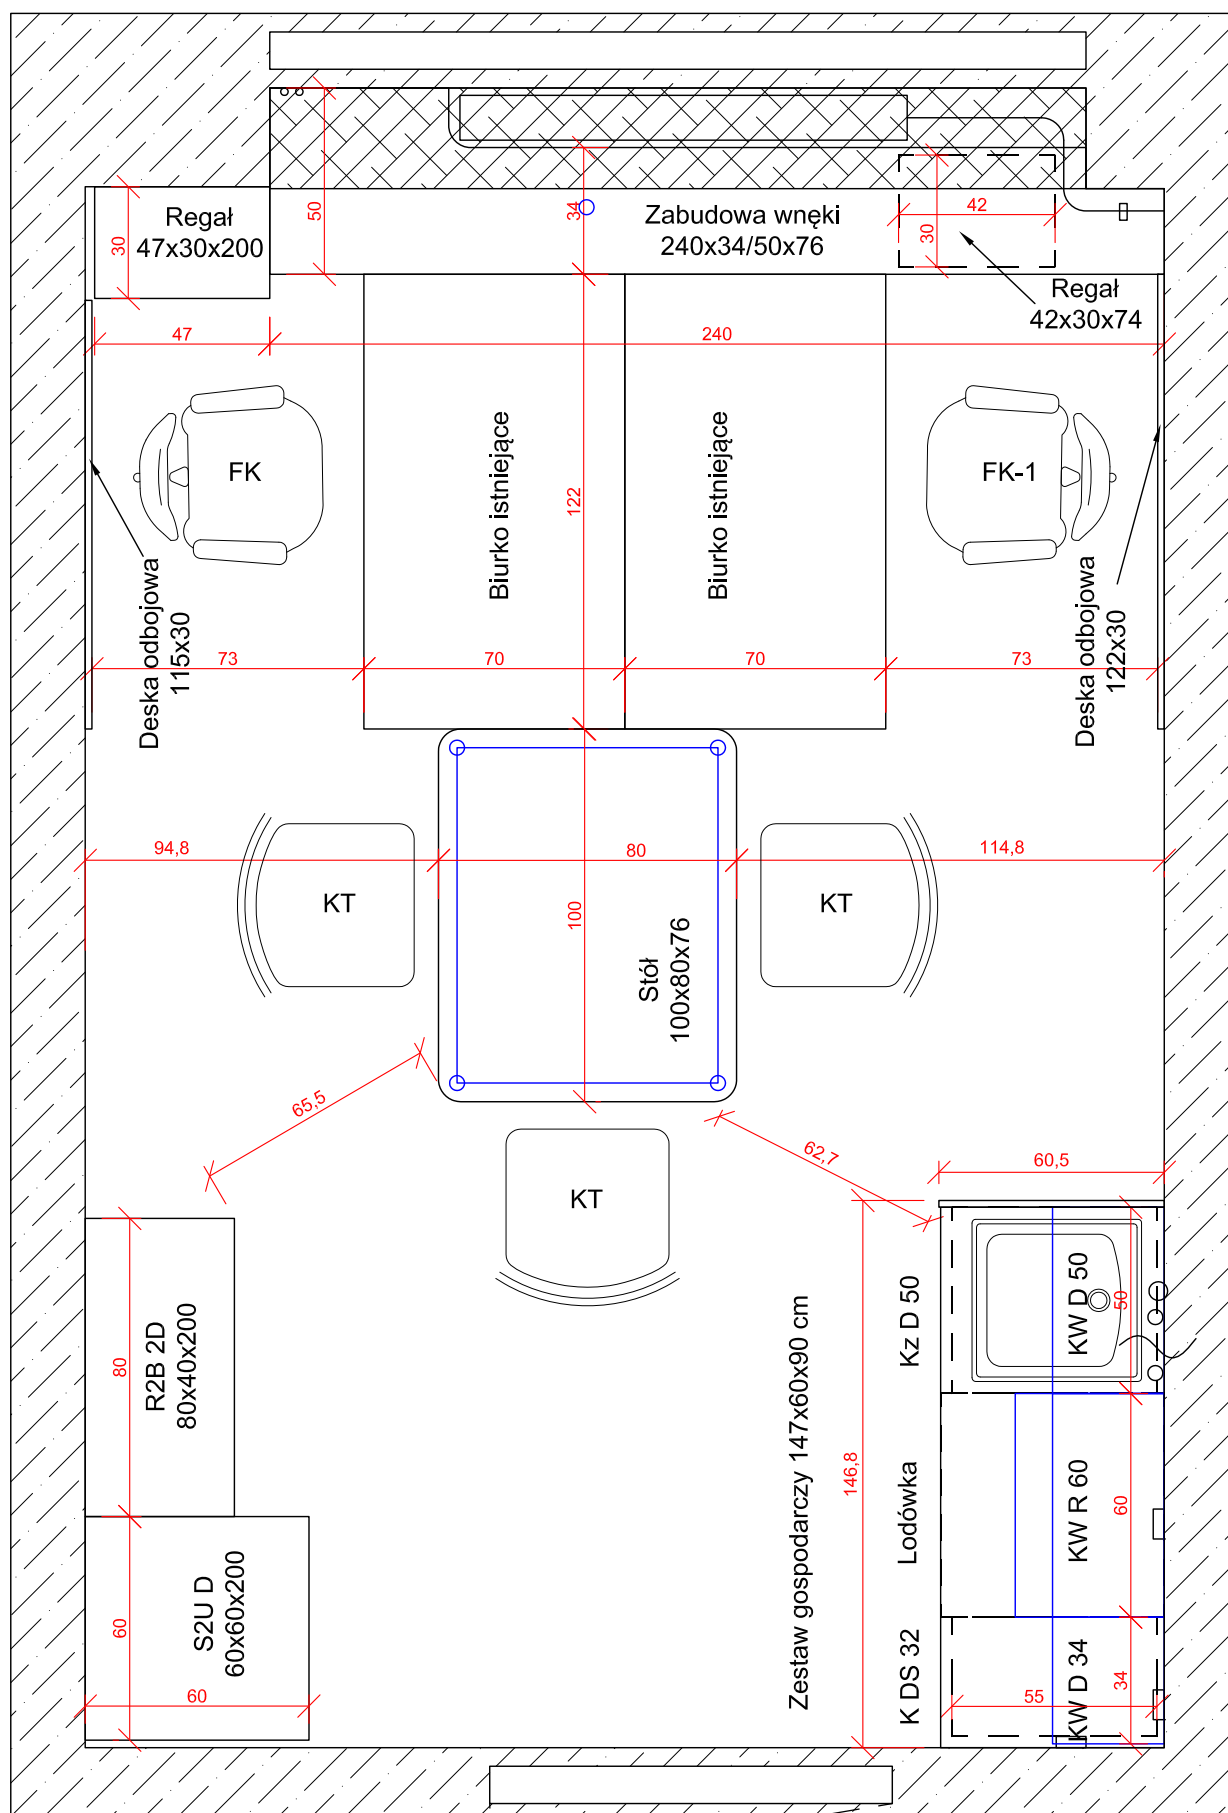 Regał
47x30x200
30
50
34
Zabudowa wnęki
240x34/50x76
42
30
Regał
42x30x74
47
240
FK
Biurko istniejące
122
Biurko istniejące
FK-1
Deska odbojowa
115x30
Deska odbojowa
122x30
73
70
70
73
94,8
80
114,8
KT
100
KT
Stół
100x80x76
65,5
62,7
60,5
KT
R2B 2D
80x40x200
80
S2U D
60x60x200
60
60
Zestaw gospodarczy 147x60x90 cm
146,8
Kz D 50
Lodówka
K DS 32
KW D 50
50
KW R 60
60
KW D 34
34
55